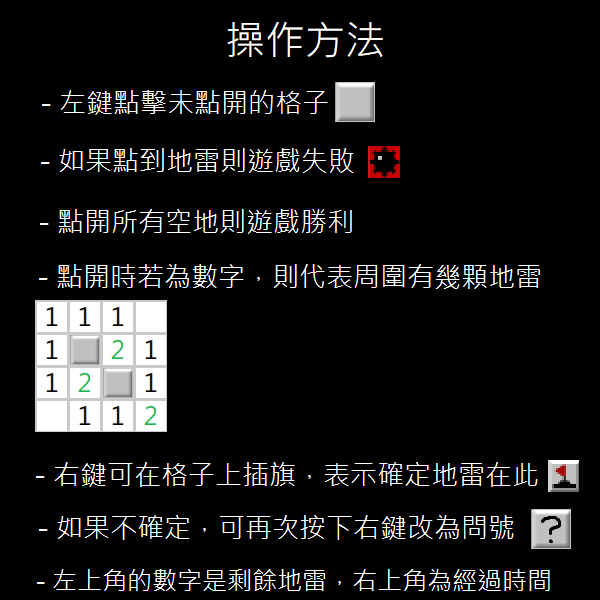 操作方法
- 左鍵點擊未點開的格子
- 如果點到地雷則遊戲失敗
- 點開所有空地則遊戲勝利
- 點開時若為數字，則代表周圍有幾顆地雷
1 1 1
1 2 1
1 2 1
1 1 2
- 右鍵可在格子上插旗，表示確定地雷在此
- 如果不確定，可再次按下右鍵改為問號 ?
- 左上角的數字是剩餘地雷，右上角為經過時間